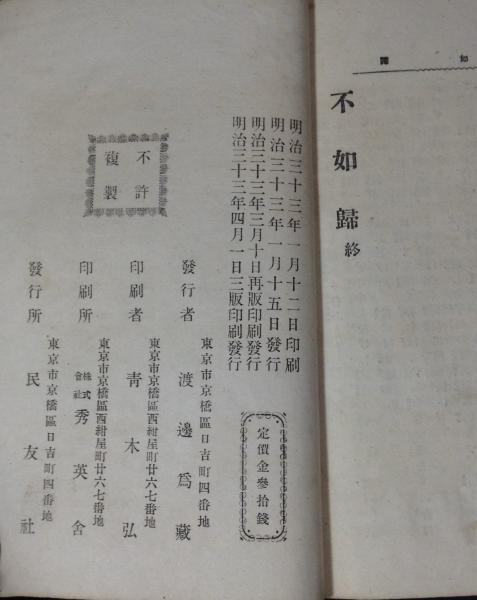 不如歸終
明治三十三年一月十二日印刷
明治三十三年一月十五日發行
明治三十三年三月十日再版印刷發行
明治三十三年四月一日三版印刷發行
定價金參拾錢
不許
複製
東京市京橋區日吉町四番地
發行者 渡邊爲藏
東京市京橋區西紺屋町廿六七番地
印刷者 靑木弘
東京市京橋區西紺屋町廿六七番地
印刷所 株式會社秀英舍
東京市京橋區日吉町四番地
發行所 民友社